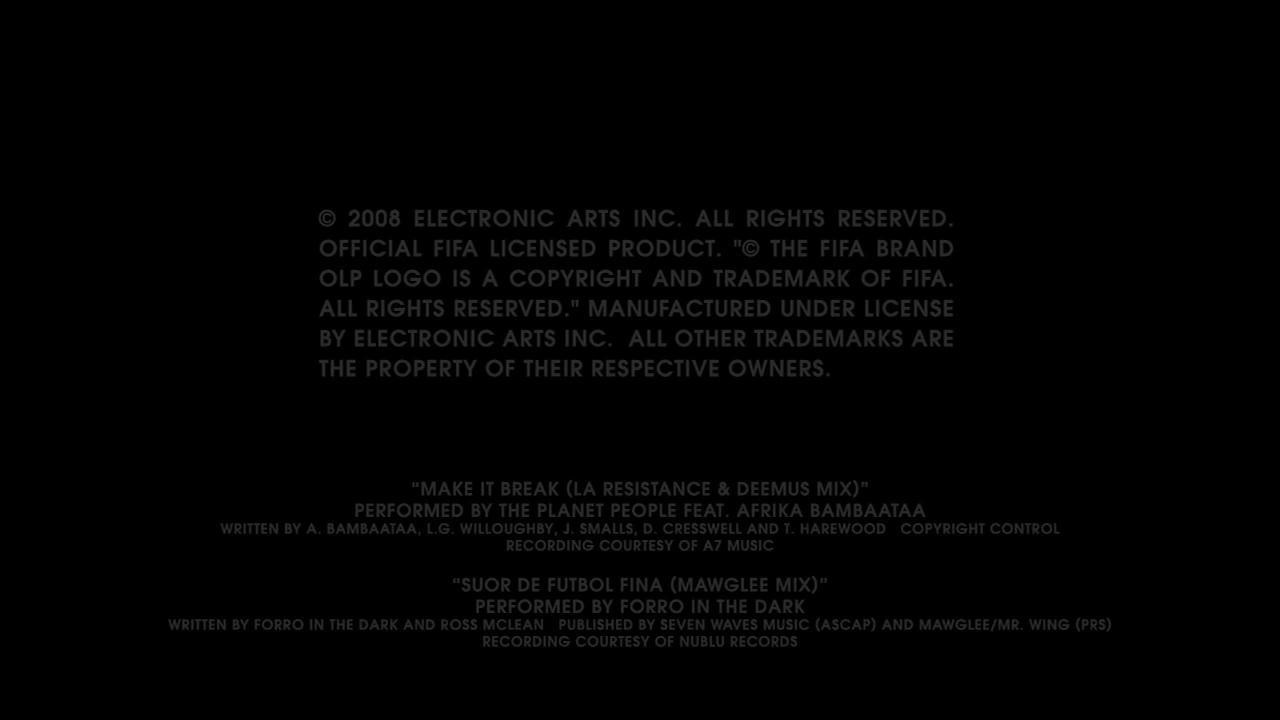 © 2008 ELECTRONIC ARTS INC. ALL RIGHTS RESERVED.
OFFICIAL FIFA LICENSED PRODUCT. "© THE FIFA BRAND
OLP LOGO IS A COPYRIGHT AND TRADEMARK OF FIFA.
ALL RIGHTS RESERVED." MANUFACTURED UNDER LICENSE
BY ELECTRONIC ARTS INC.  ALL OTHER TRADEMARKS ARE
THE PROPERTY OF THEIR RESPECTIVE OWNERS.
“MAKE IT BREAK (LA RESISTANCE & DEEMUS MIX)”
PERFORMED BY THE PLANET PEOPLE FEAT. AFRIKA BAMBAATAA
WRITTEN BY A. BAMBAATAA, L.G. WILLOUGHBY, J. SMALLS, D. CRESSWELL AND T. HAREWOOD   COPYRIGHT CONTROL
RECORDING COURTESY OF A7 MUSIC
“SUOR DE FUTBOL FINA (MAWGLEE MIX)”
PERFORMED BY FORRO IN THE DARK
WRITTEN BY FORRO IN THE DARK AND ROSS MCLEAN   PUBLISHED BY SEVEN WAVES MUSIC (ASCAP) AND MAWGLEE/MR. WING (PRS)
RECORDING COURTESY OF NUBLU RECORDS